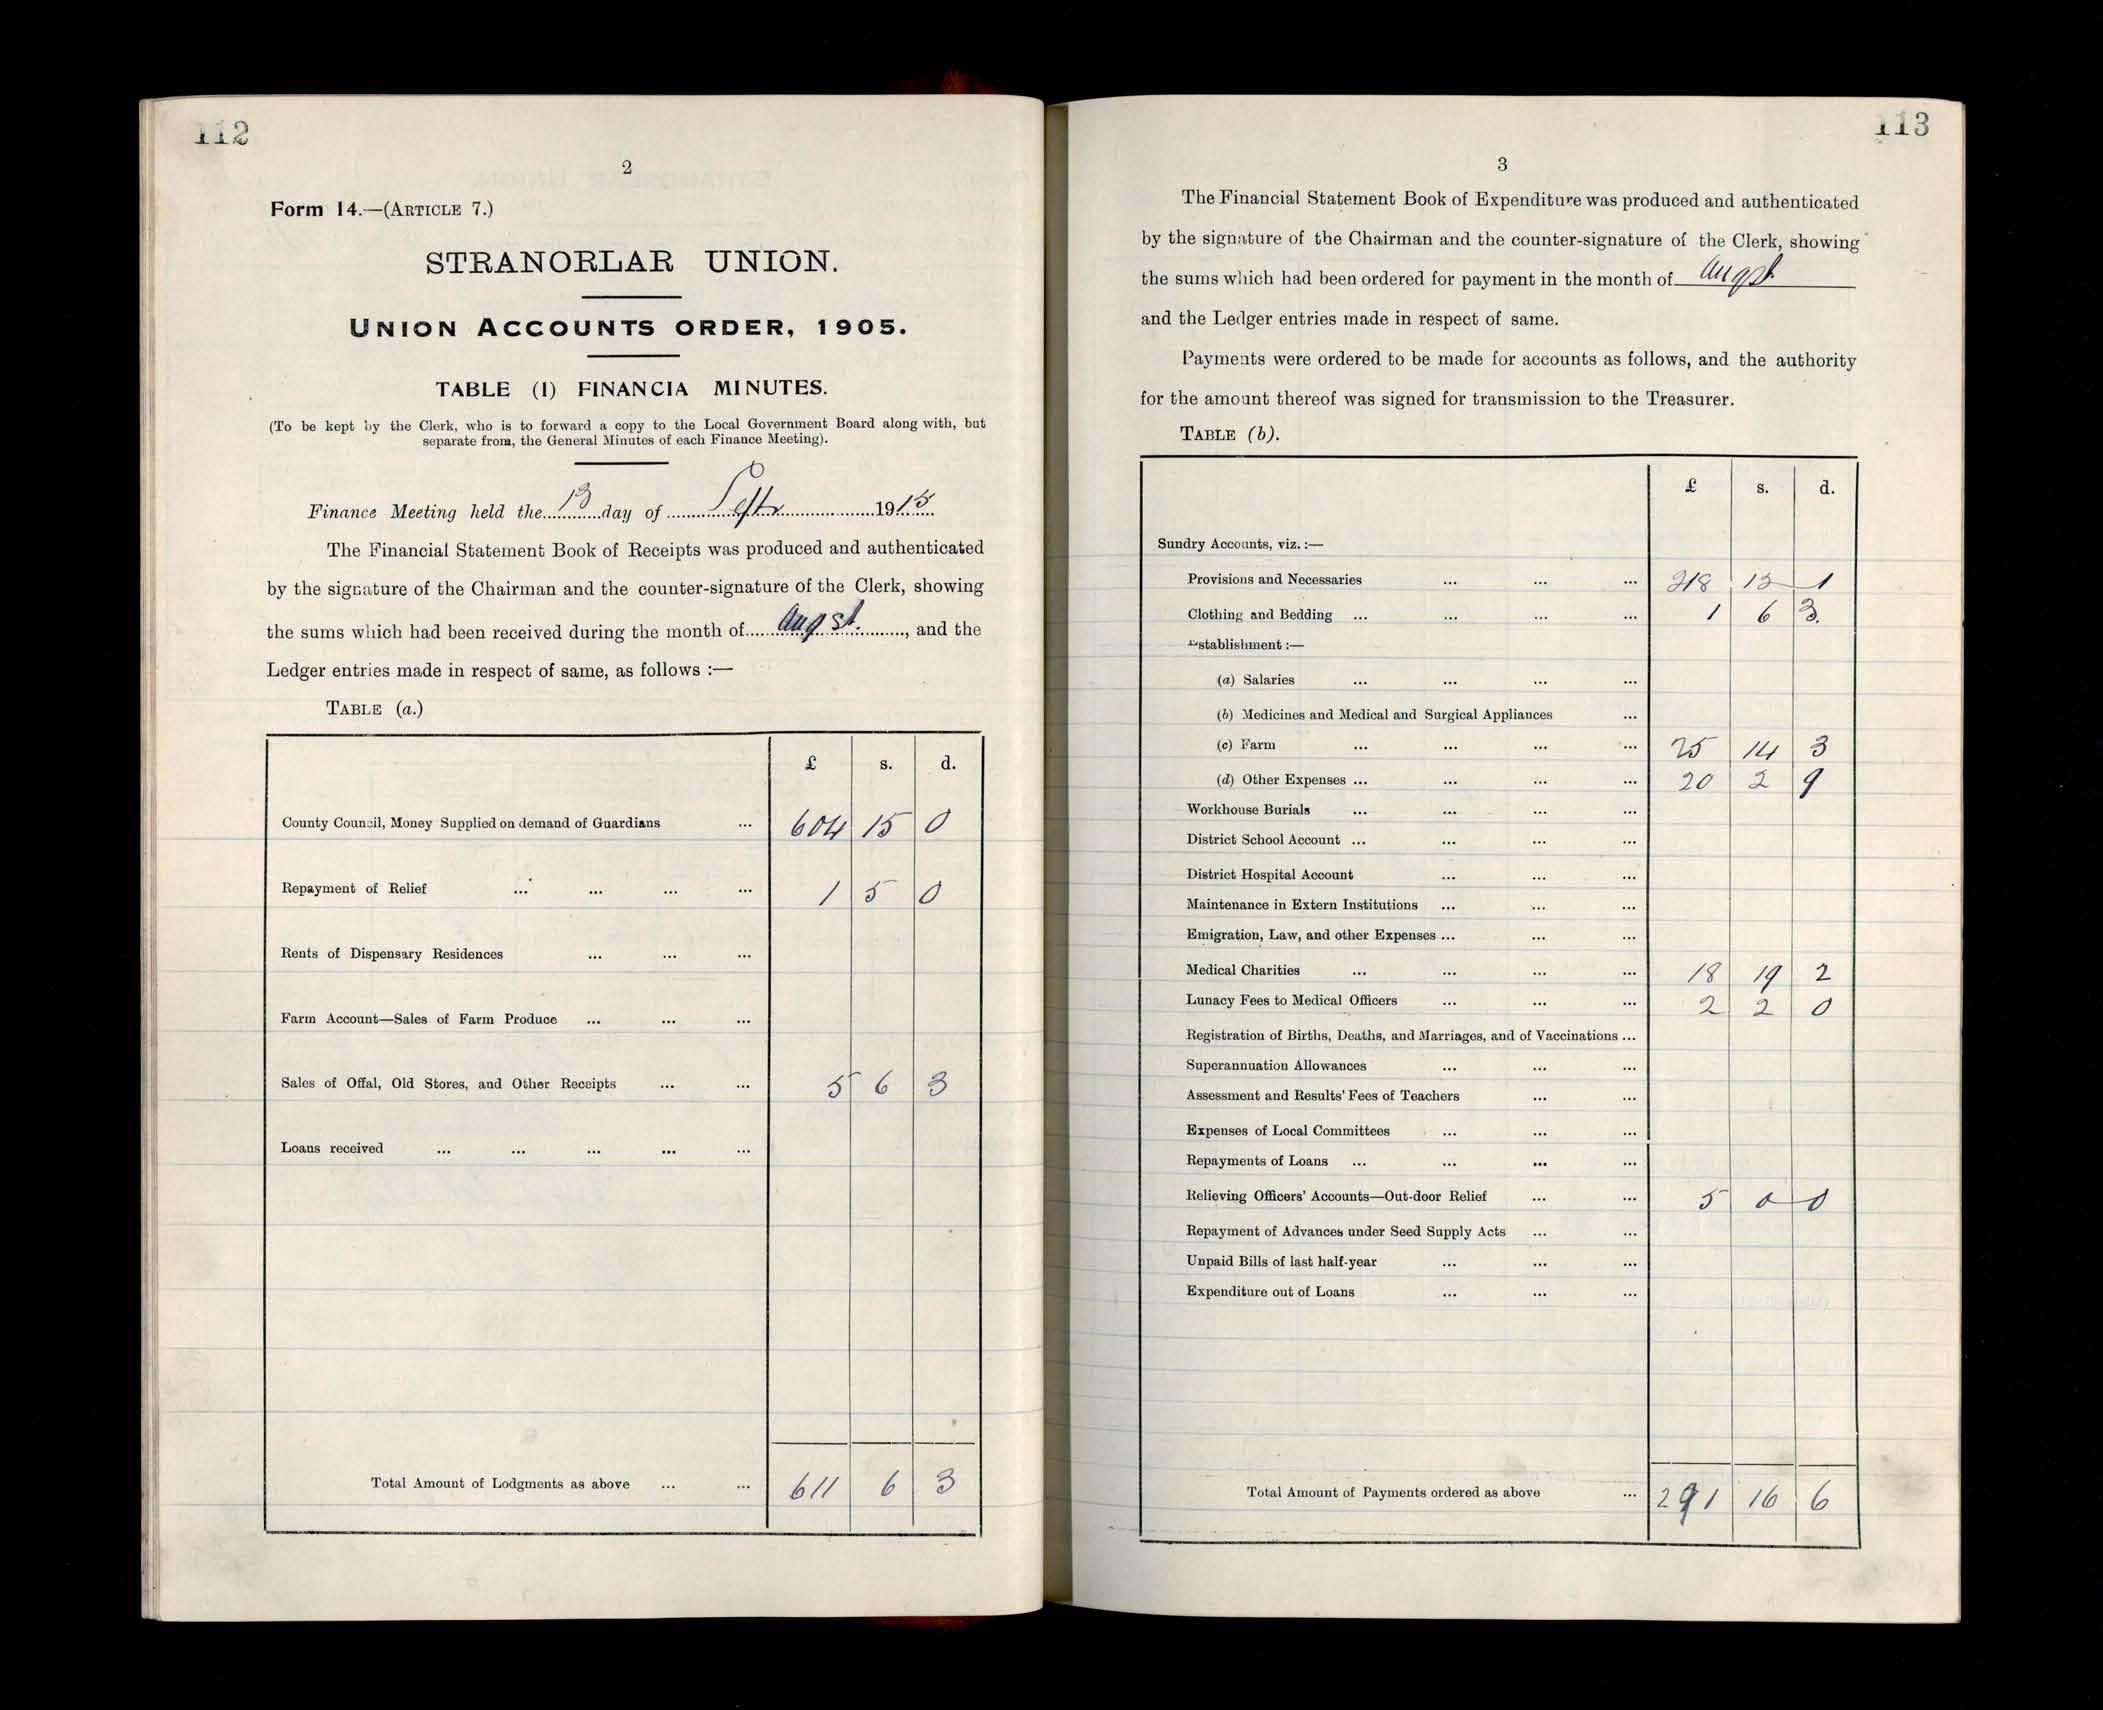 112
2
Form 14.—(ARTICLE 7.)
STRANORLAR UNION.
UNION ACCOUNTS ORDER, 1905.
TABLE (1) FINANCIA MINUTES.
(To be kept by the Clerk, who is to forward a copy to the Local Government Board along with, but
separate from, the General Minutes of each Finance Meeting).
Finance Meeting held the 13 day of Septr 1915
The Financial Statement Book of Receipts was produced and authenticated
by the signature of the Chairman and the counter-signature of the Clerk, showing
the sums which had been received during the month of Augst., and the
Ledger entries made in respect of same, as follows :—
TABLE (a.)
£ s. d.
County Council, Money Supplied on demand of Guardians ... 604 15 0
Repayment of Relief ... ... ... ... 1 5 0
Rents of Dispensary Residences ... ... ...
Farm Account—Sales of Farm Produce ... ... ...
Sales of Offal, Old Stores, and Other Receipts ... ... 5 6 3
Loans received ... ... ... ... ...
Total Amount of Lodgments as above ... ... 611 6 3
113
3
The Financial Statement Book of Expenditure was produced and authenticated
by the signature of the Chairman and the counter-signature of the Clerk, showing
the sums which had been ordered for payment in the month of Augst
and the Ledger entries made in respect of same.
Payments were ordered to be made for accounts as follows, and the authority
for the amount thereof was signed for transmission to the Treasurer.
TABLE (b).
£ s. d.
Sundry Accounts, viz. :—
Provisions and Necessaries ... ... ... 218 12 1
Clothing and Bedding ... ... ... ... 1 6 3.
Establishment :—
(a) Salaries ... ... ... ...
(b) Medicines and Medical and Surgical Appliances ...
(c) Farm ... ... ... ... 25 14 3
(d) Other Expenses ... ... ... ... 20 2 9
Workhouse Burials ... ... ... ...
District School Account ... ... ... ...
District Hospital Account ... ... ...
Maintenance in Extern Institutions ... ... ...
Emigration, Law, and other Expenses ... ... ...
Medical Charities ... ... ... ... 18 19 2
Lunacy Fees to Medical Officers ... ... ... 2 2 0
Registration of Births, Deaths, and Marriages, and of Vaccinations ...
Superannuation Allowances ... ... ...
Assessment and Results' Fees of Teachers ... ...
Expenses of Local Committees ... ... ...
Repayments of Loans ... ... ... ...
Relieving Officers' Accounts—Out-door Relief ... ... 5 0 0
Repayment of Advances under Seed Supply Acts ... ...
Unpaid Bills of last half-year ... ... ...
Expenditure out of Loans ... ... ...
Total Amount of Payments ordered as above ... 291 16 6